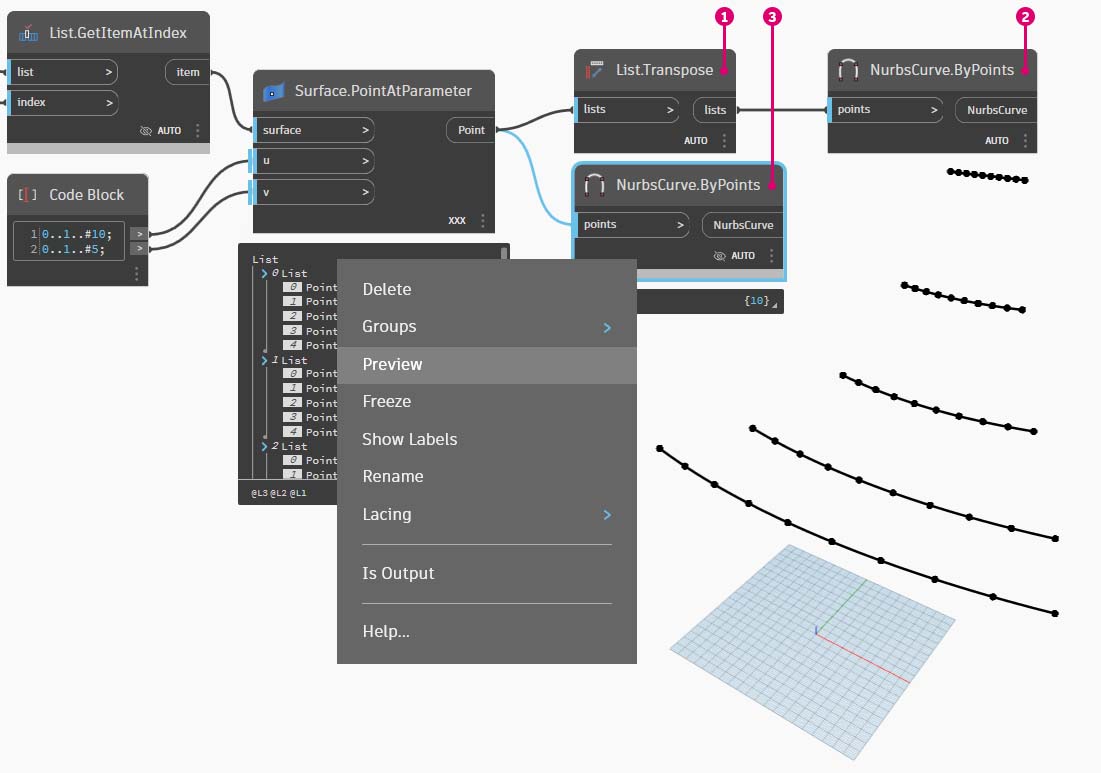 1
3
2
List.GetItemAtIndex
list >
item
index >
AUTO
Surface.PointAtParameter
surface >
Point
u >
v >
XXX
List.Transpose
lists >
lists
AUTO
NurbsCurve.ByPoints
points >
NurbsCurve
AUTO
Code Block
1 0..1..#10; >
2 0..1..#5; >
NurbsCurve.ByPoints
points >
NurbsCurve
AUTO
{10}
List
0 List
0 Point
1 Point
2 Point
3 Point
4 Point
1 List
0 Point
1 Point
2 Point
3 Point
4 Point
2 List
0 Point
1 Point
@L3 @L2 @L1
Delete
Groups >
Preview
Freeze
Show Labels
Rename
Lacing >
Is Output
Help...